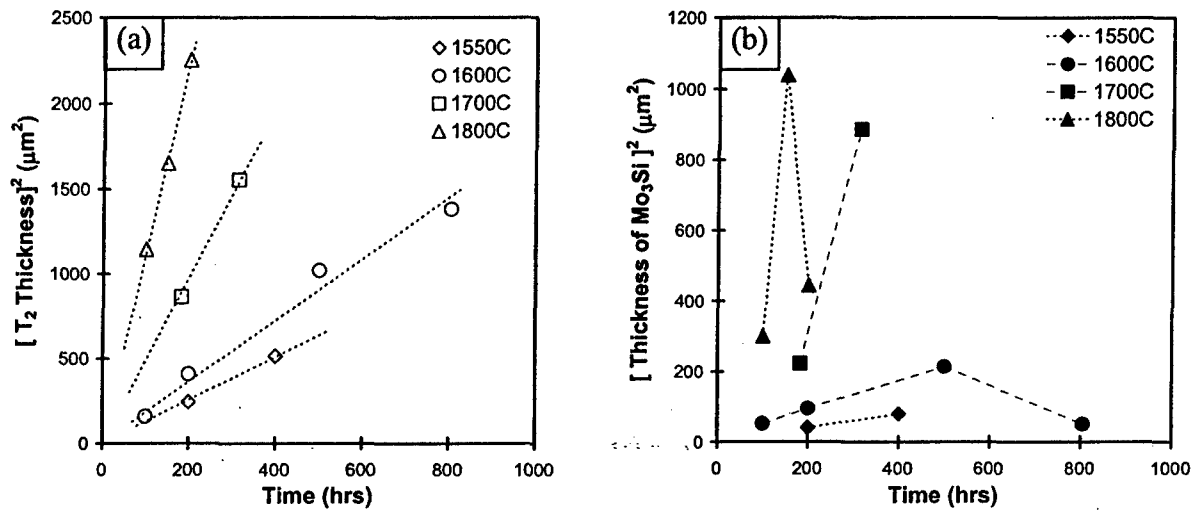 (a)
[ T₂ Thickness]² (μm²)
2500
2000
1500
1000
500
0
0 200 400 600 800 1000
Time (hrs)
1550C
1600C
1700C
1800C
(b)
[ Thickness of Mo₃Si ]² (μm²)
1200
1000
800
600
400
200
0
0 200 400 600 800 1000
Time (hrs)
1550C
1600C
1700C
1800C